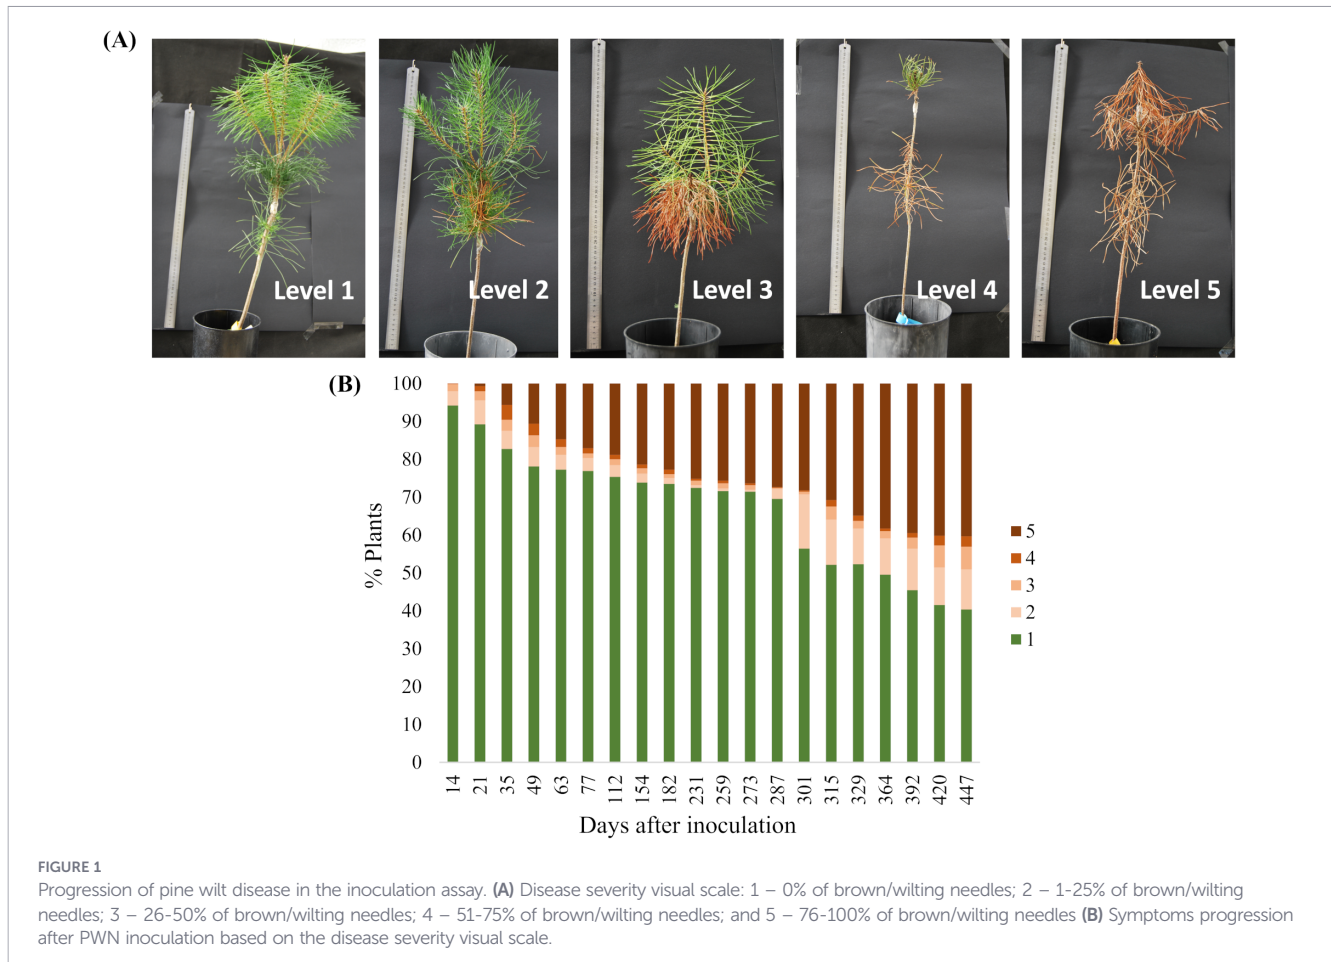 (A)
Level 1
Level 2
Level 3
Level 4
Level 5
(B)
100
90
80
70
60
50
40
30
20
10
0
% Plants
14
21
35
49
63
77
112
154
182
231
259
273
287
301
315
329
364
392
420
447
Days after inoculation
5
4
3
2
1
FIGURE 1
Progression of pine wilt disease in the inoculation assay. (A) Disease severity visual scale: 1 – 0% of brown/wilting needles; 2 – 1-25% of brown/wilting
needles; 3 – 26-50% of brown/wilting needles; 4 – 51-75% of brown/wilting needles; and 5 – 76-100% of brown/wilting needles (B) Symptoms progression
after PWN inoculation based on the disease severity visual scale.